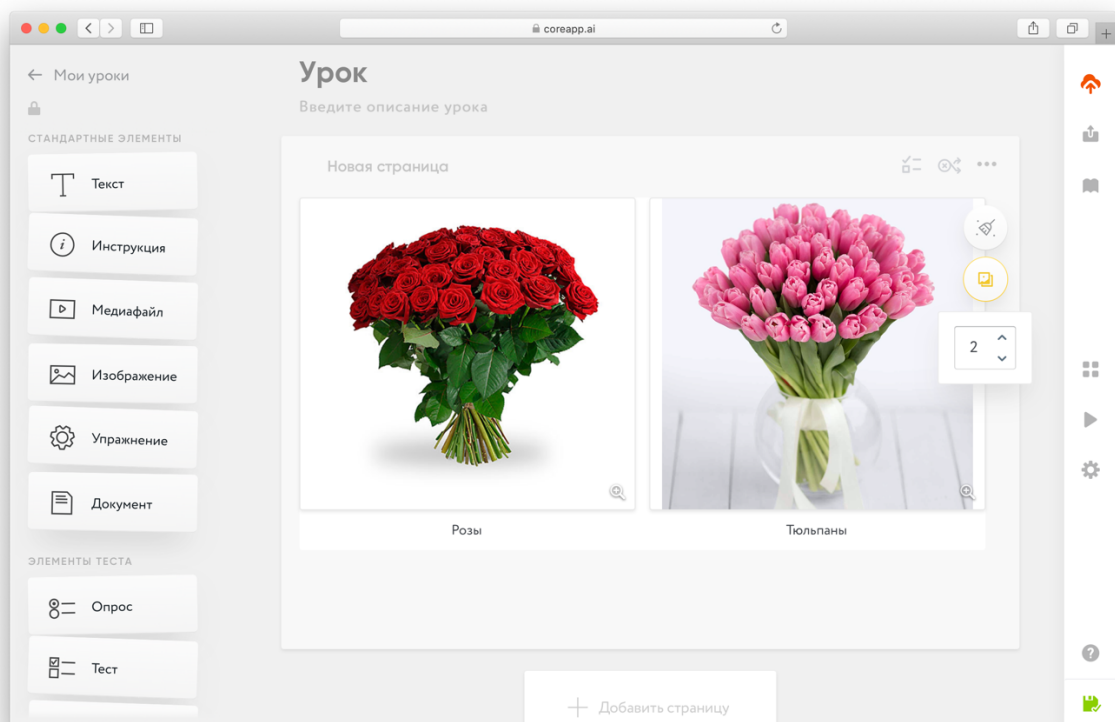 coreapp.ai
Мои уроки
Урок
Введите описание урока
СТАНДАРТНЫЕ ЭЛЕМЕНТЫ
Текст
Инструкция
Медиафайл
Изображение
Упражнение
Документ
ЭЛЕМЕНТЫ ТЕСТА
Опрос
Тест
Новая страница
2
Розы
Тюльпаны
Добавить страницу